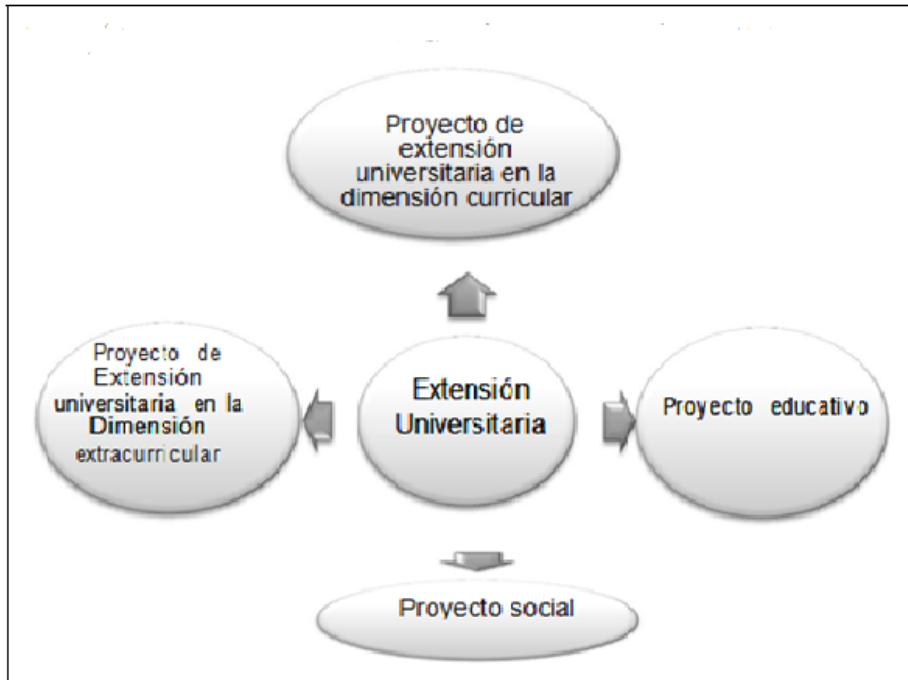 Proyecto de
extensión
universitaria en la
dimensión curricular
Proyecto de
Extensión
universitaria en la
Dimensión
extracurricular
Extensión
Universitaria
Proyecto educativo
Proyecto social